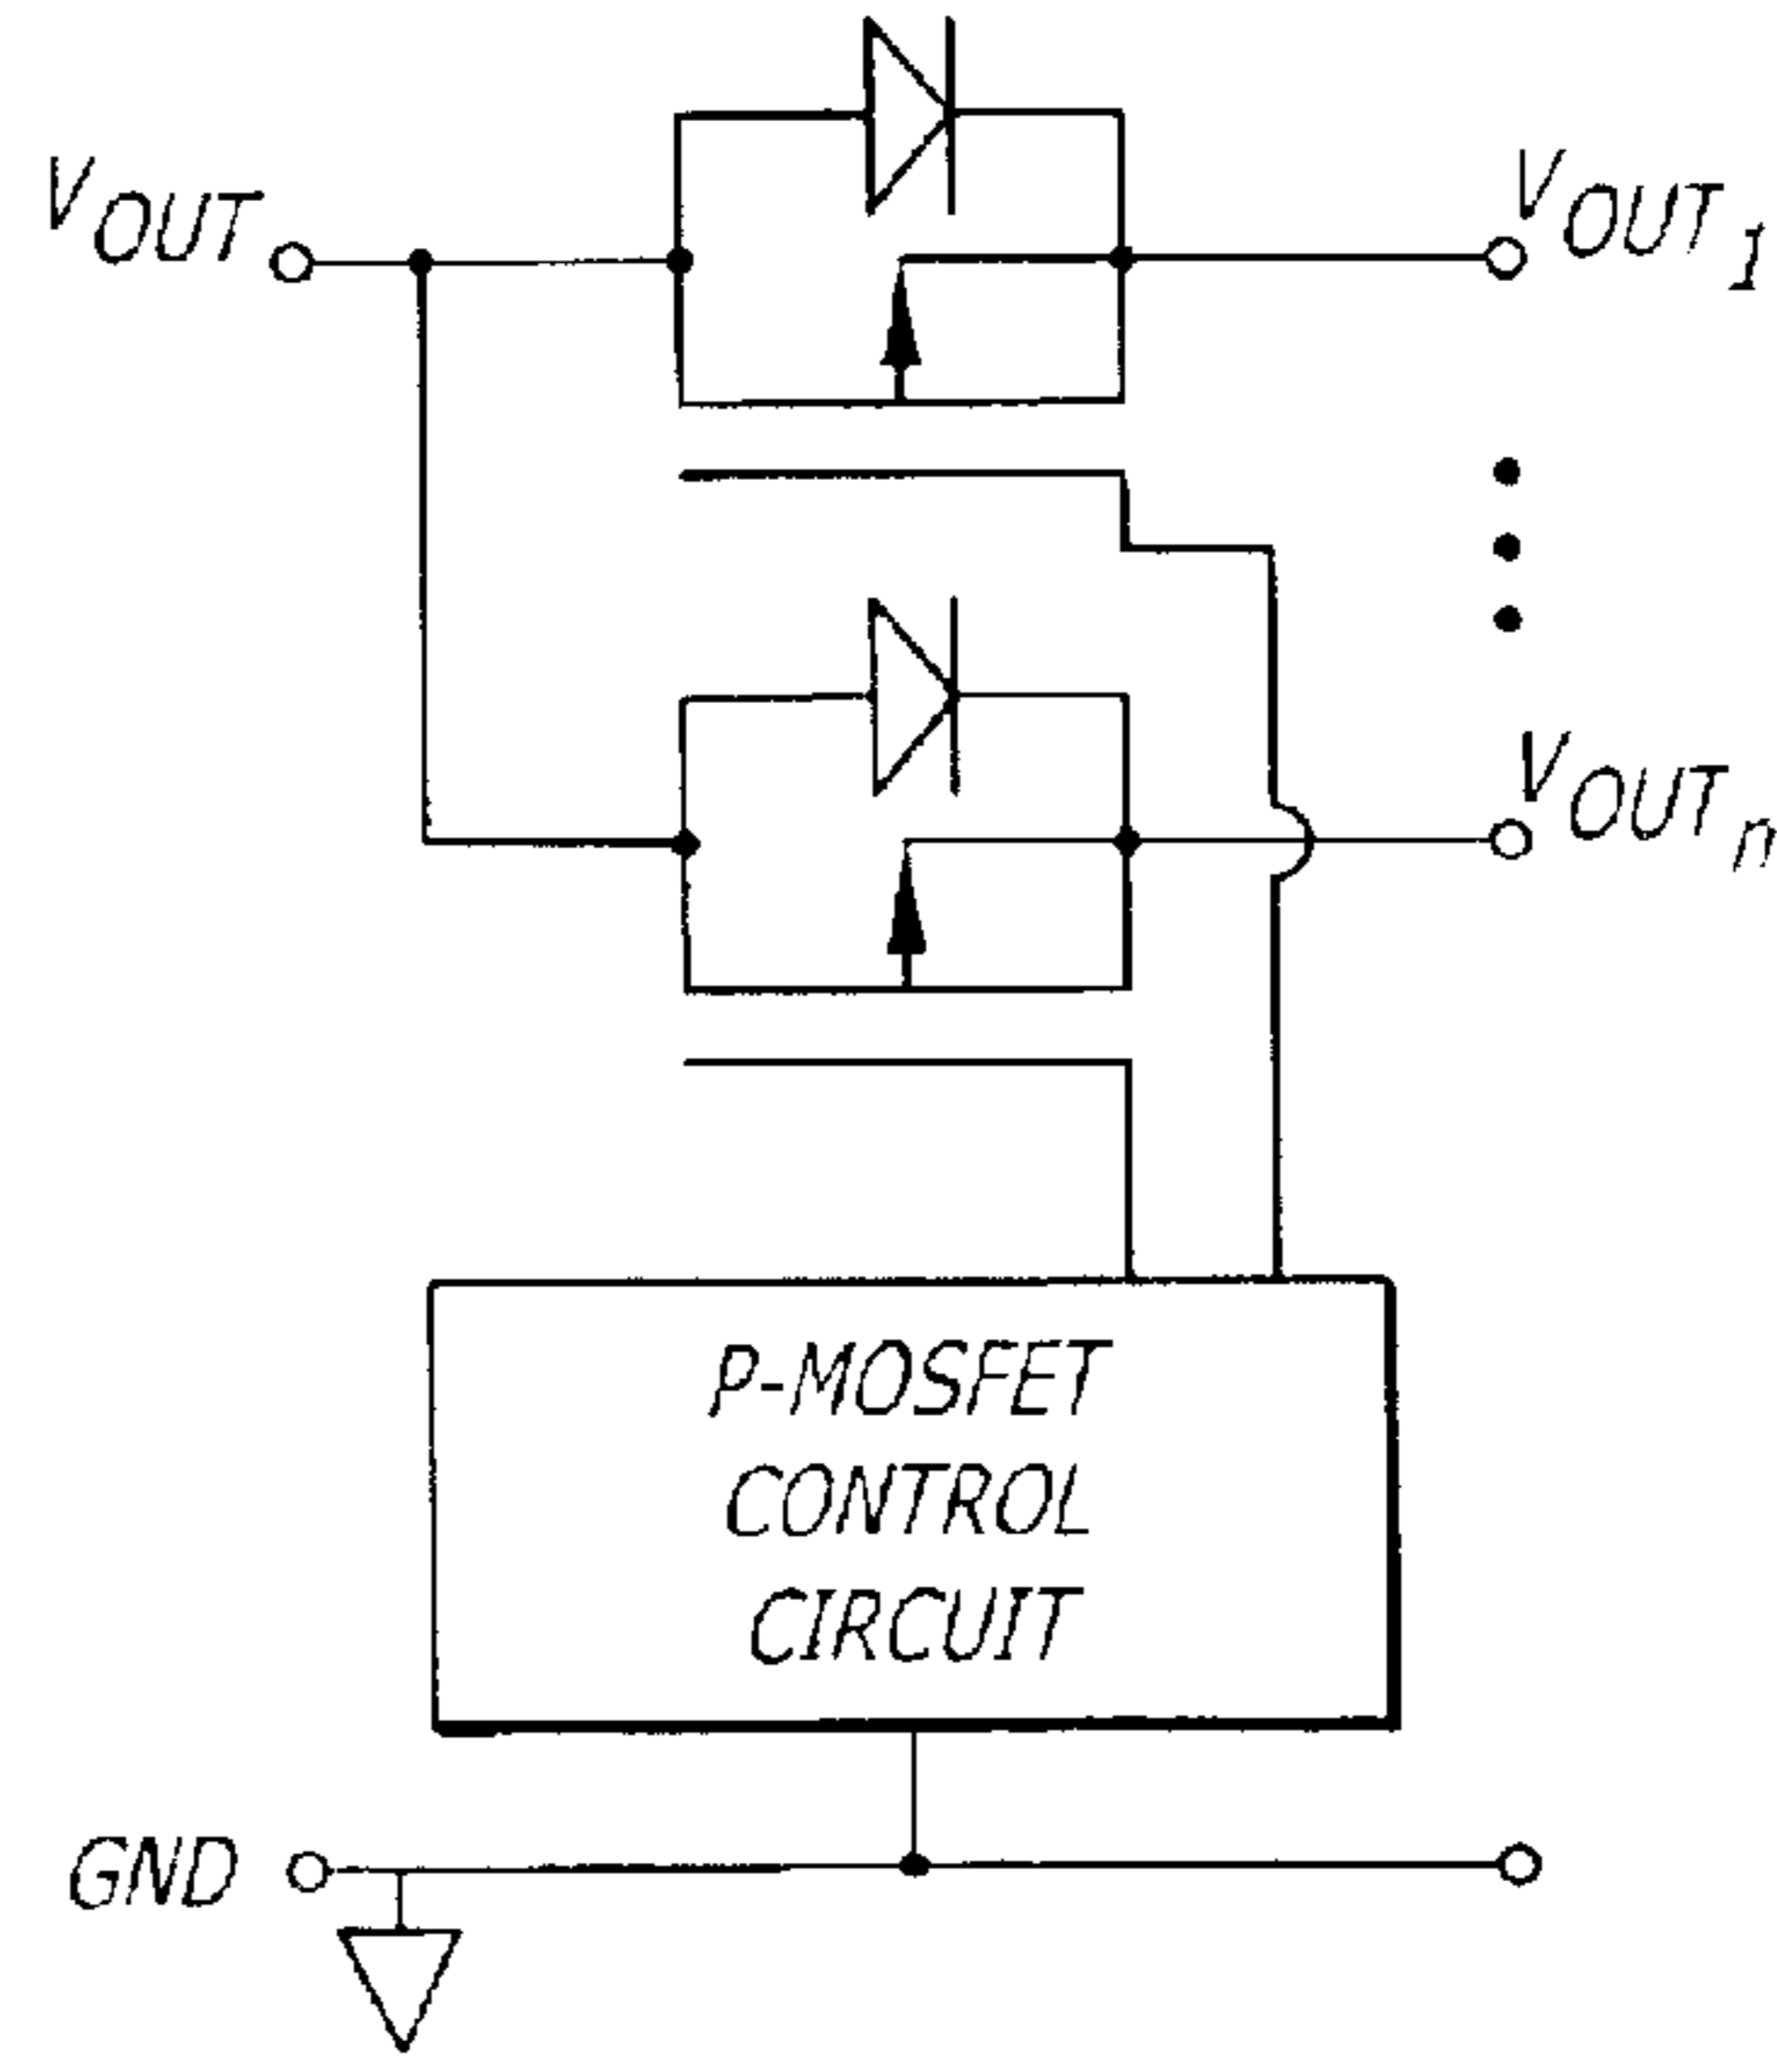 VOUT
VOUT1
VOUTn
P-MOSFET
CONTROL
CIRCUIT
GND